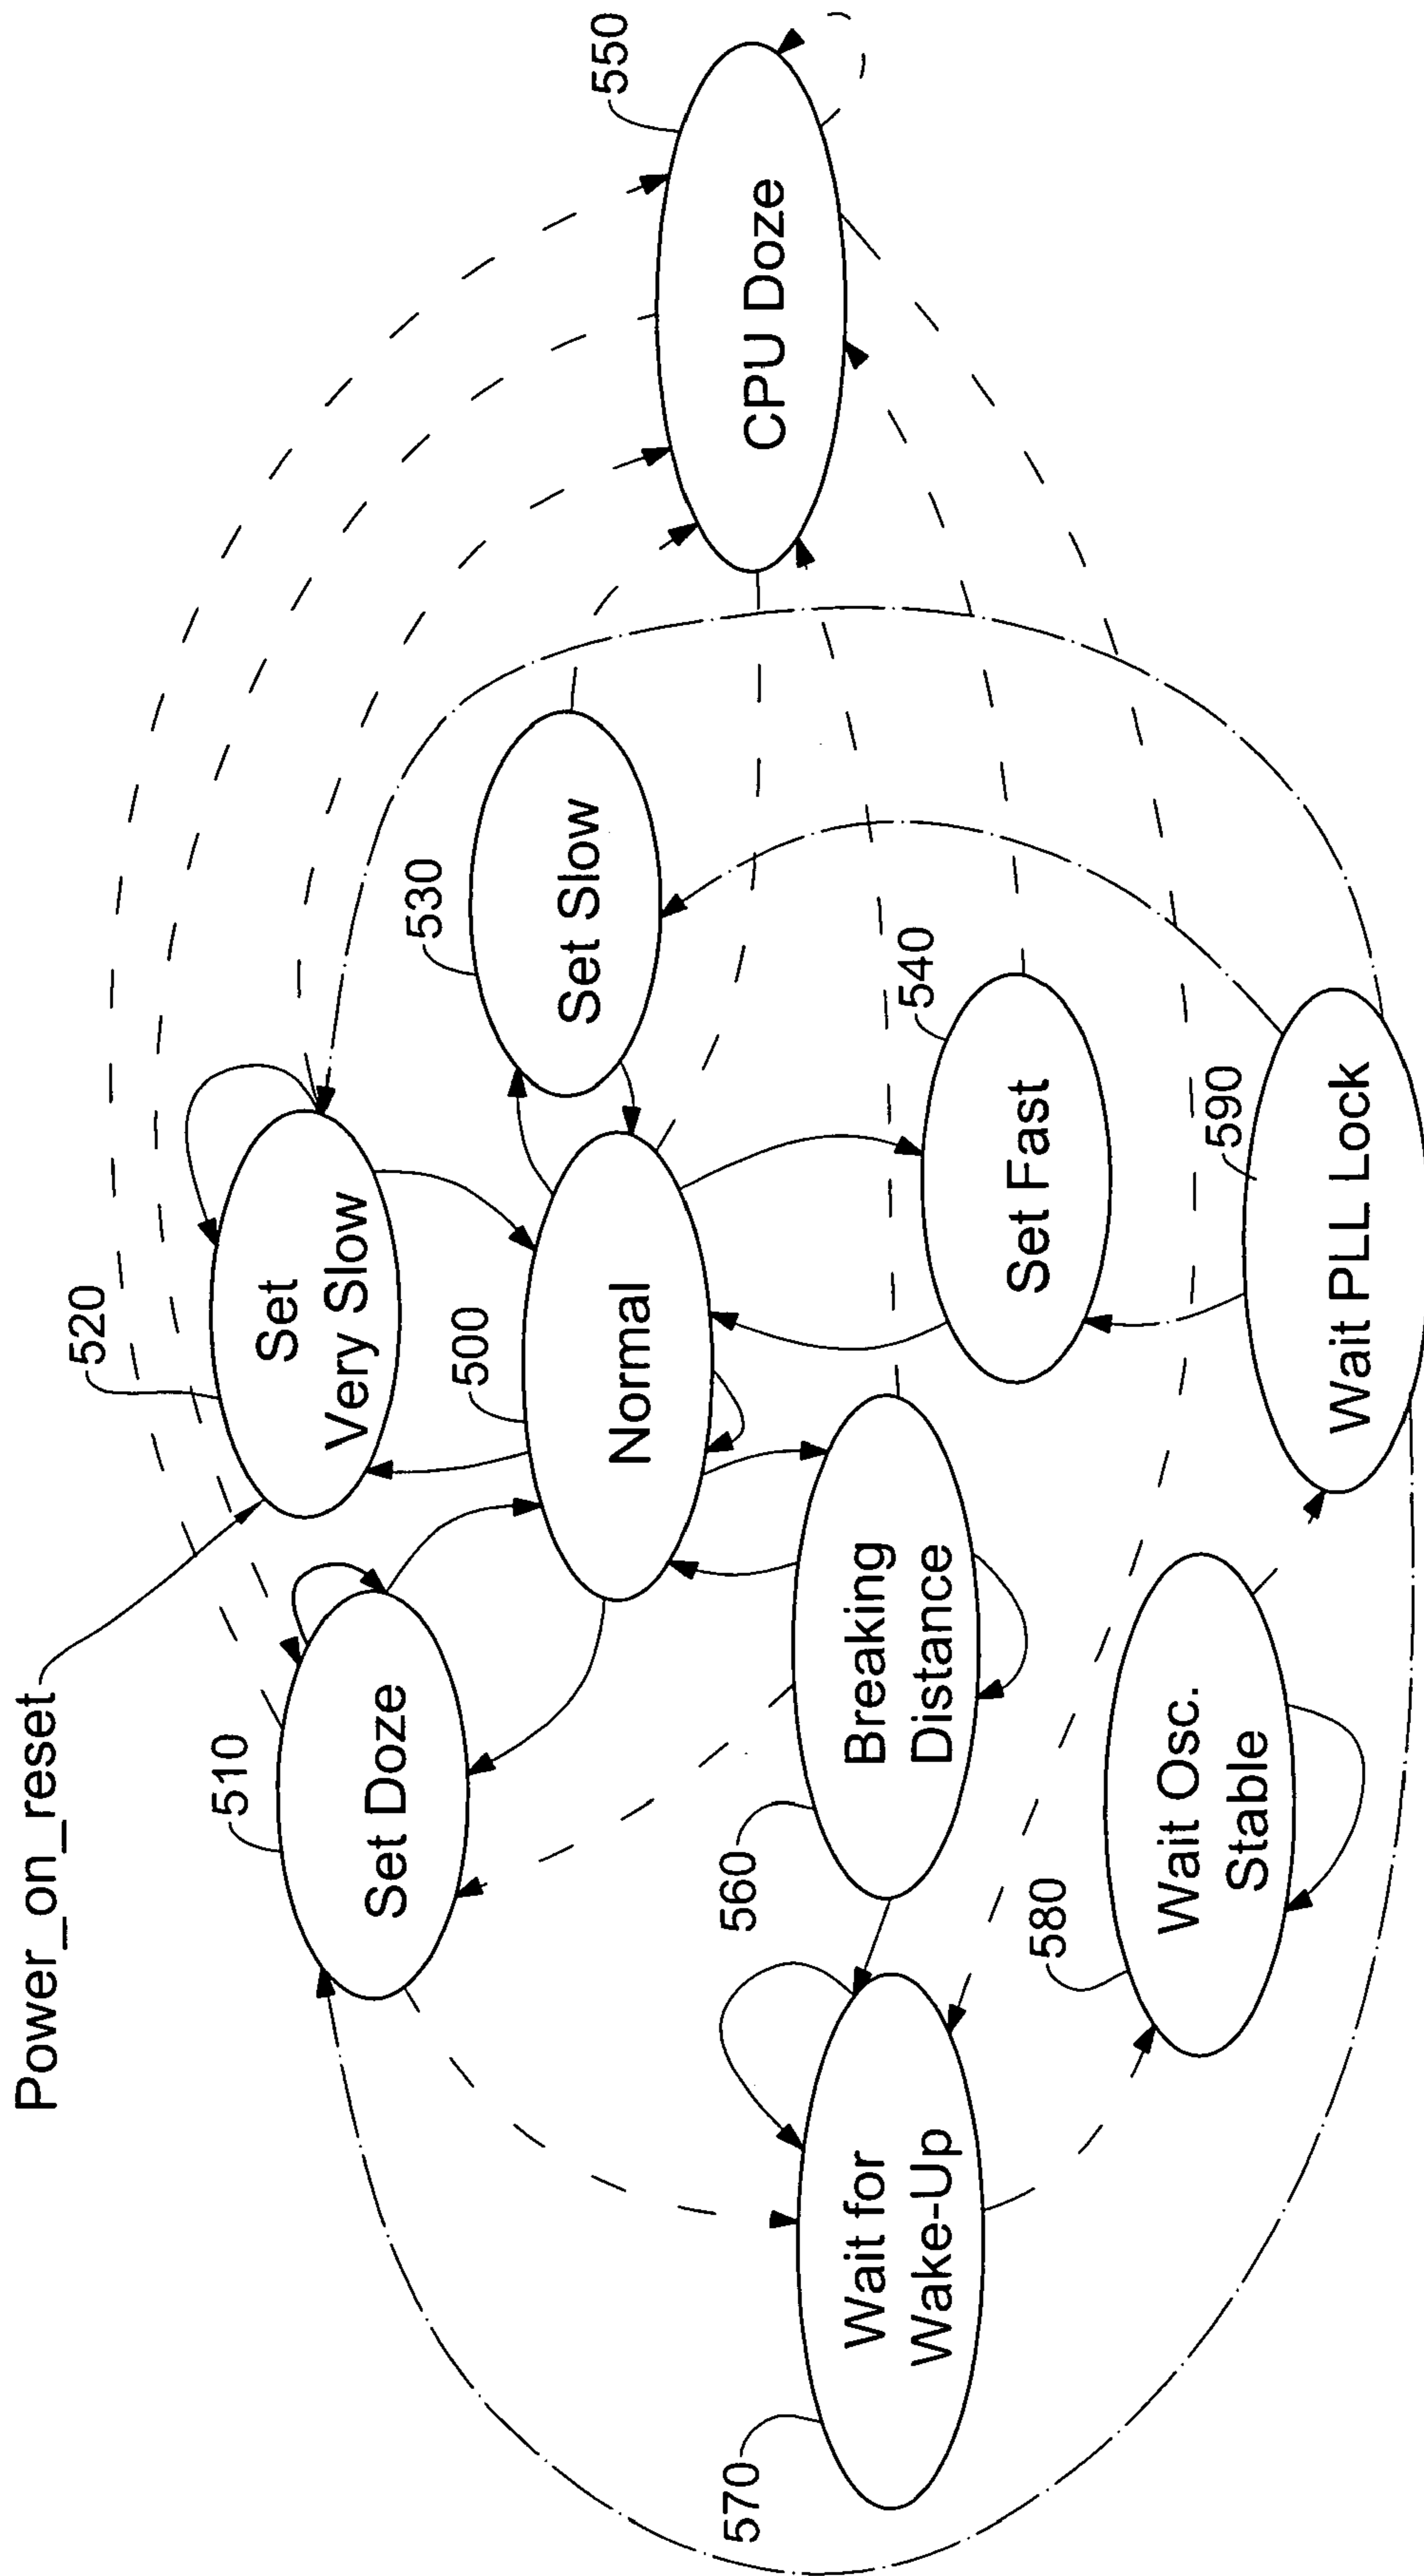 Power_on_reset
510
Set Doze
520
Set
Very Slow
500
Normal
530
Set Slow
550
CPU Doze
570
Wait for
Wake-Up
560
Breaking
Distance
540
Set Fast
580
Wait Osc.
Stable
590
Wait PLL Lock